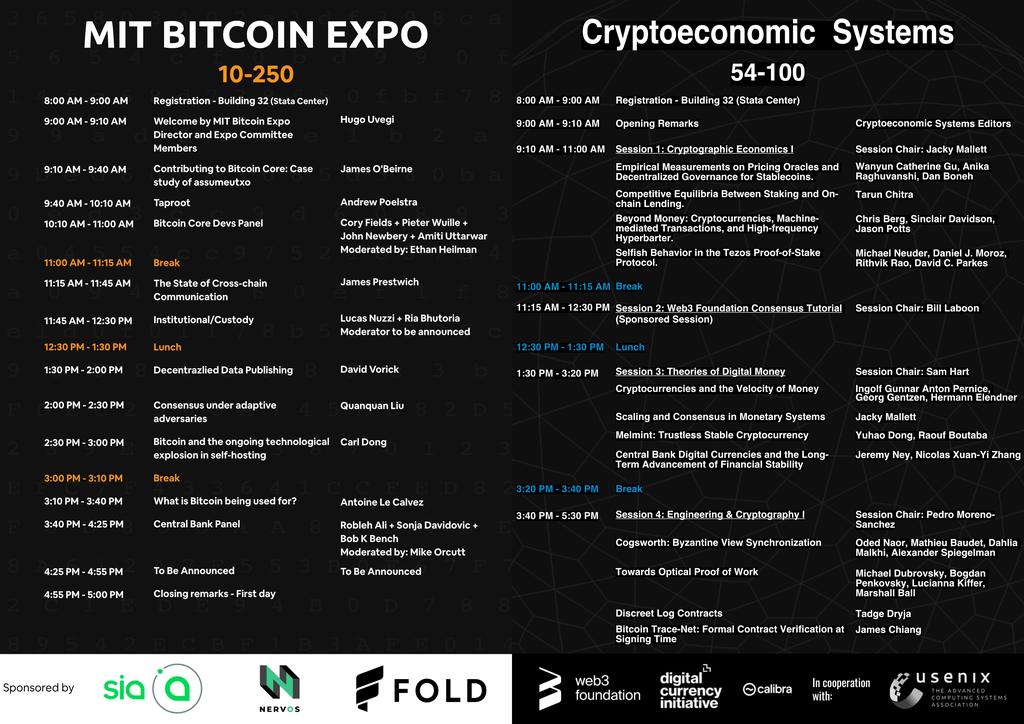 MIT BITCOIN EXPO
10-250
8:00 AM - 9:00 AM Registration - Building 32 (Stata Center)
9:00 AM - 9:10 AM Welcome by MIT Bitcoin Expo Hugo Uvegi
Director and Expo Committee
Members
9:10 AM - 9:40 AM Contributing to Bitcoin Core: Case James O'Beirne
study of assumeutxo
9:40 AM - 10:10 AM Taproot Andrew Poelstra
10:10 AM - 11:00 AM Bitcoin Core Devs Panel Cory Fields + Pieter Wuille +
John Newbery + Amiti Uttarwar
Moderated by: Ethan Heilman
11:00 AM - 11:15 AM Break
11:15 AM - 11:45 AM The State of Cross-chain James Prestwich
Communication
11:45 AM - 12:30 PM Institutional/Custody Lucas Nuzzi + Ria Bhutoria
Moderator to be announced
12:30 PM - 1:30 PM Lunch
1:30 PM - 2:00 PM Decentrazlied Data Publishing David Vorick
2:00 PM - 2:30 PM Consensus under adaptive Quanquan Liu
adversaries
2:30 PM - 3:00 PM Bitcoin and the ongoing technological Carl Dong
explosion in self-hosting
3:00 PM - 3:10 PM Break
3:10 PM - 3:40 PM What is Bitcoin being used for? Antoine Le Calvez
3:40 PM - 4:25 PM Central Bank Panel Robleh Ali + Sonja Davidovic +
Bob K Bench
Moderated by: Mike Orcutt
4:25 PM - 4:55 PM To Be Announced To Be Announced
4:55 PM - 5:00 PM Closing remarks - First day
Sponsored by sia NERVOS FOLD
Cryptoeconomic Systems
54-100
8:00 AM - 9:00 AM Registration - Building 32 (Stata Center)
9:00 AM - 9:10 AM Opening Remarks Cryptoeconomic Systems Editors
9:10 AM - 11:00 AM Session 1: Cryptographic Economics I Session Chair: Jacky Mallett
Empirical Measurements on Pricing Oracles and Wanyun Catherine Gu, Anika
Decentralized Governance for Stablecoins. Raghuvanshi, Dan Boneh
Competitive Equilibria Between Staking and On- Tarun Chitra
chain Lending.
Beyond Money: Cryptocurrencies, Machine- Chris Berg, Sinclair Davidson,
mediated Transactions, and High-frequency Jason Potts
Hyperbarter.
Selfish Behavior in the Tezos Proof-of-Stake Michael Neuder, Daniel J. Moroz,
Protocol. Rithvik Rao, David C. Parkes
11:00 AM - 11:15 AM Break
11:15 AM - 12:30 PM Session 2: Web3 Foundation Consensus Tutorial Session Chair: Bill Laboon
(Sponsored Session)
12:30 PM - 1:30 PM Lunch
1:30 PM - 3:20 PM Session 3: Theories of Digital Money Session Chair: Sam Hart
Cryptocurrencies and the Velocity of Money Ingolf Gunnar Anton Pernice,
Georg Gentzen, Hermann Elendner
Scaling and Consensus in Monetary Systems Jacky Mallett
Melmint: Trustless Stable Cryptocurrency Yuhao Dong, Raouf Boutaba
Central Bank Digital Currencies and the Long- Jeremy Ney, Nicolas Xuan-Yi Zhang
Term Advancement of Financial Stability
3:20 PM - 3:40 PM Break
3:40 PM - 5:30 PM Session 4: Engineering & Cryptography I Session Chair: Pedro Moreno-
Sanchez
Cogsworth: Byzantine View Synchronization Oded Naor, Mathieu Baudet, Dahlia
Malkhi, Alexander Spiegelman
Towards Optical Proof of Work Michael Dubrovsky, Bogdan
Penkovsky, Lucianna Kiffer,
Marshall Ball
Discreet Log Contracts Tadge Dryja
Bitcoin Trace-Net: Formal Contract Verification at James Chiang
Signing Time
web3
foundation
digital
currency
initiative
calibra
In cooperation
with:
usenix
THE ADVANCED
COMPUTING SYSTEMS
ASSOCIATION